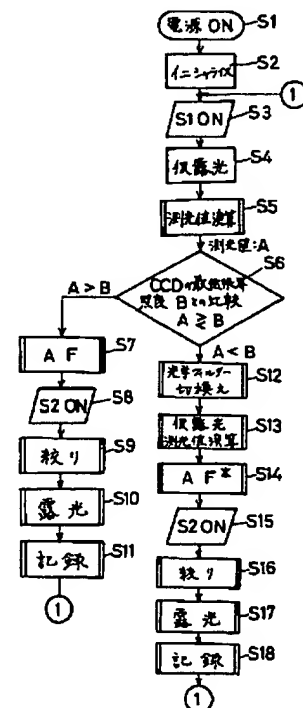 電源 ON
S1
イニシャライズ
S2
1
S1 ON
S3
仮露光
S4
測光値演算
S5
測光値:A
S6
CCDの最低限界
照度 Bとの比較
A ≷ B
A > B
A < B
A F
S7
S2 ON
S8
絞り
S9
露光
S10
記録
S11
1
光学フィルター
切換え
S12
仮露光
測光値演算
S13
A F*
S14
S2 ON
S15
絞り
S16
露光
S17
記録
S18
1